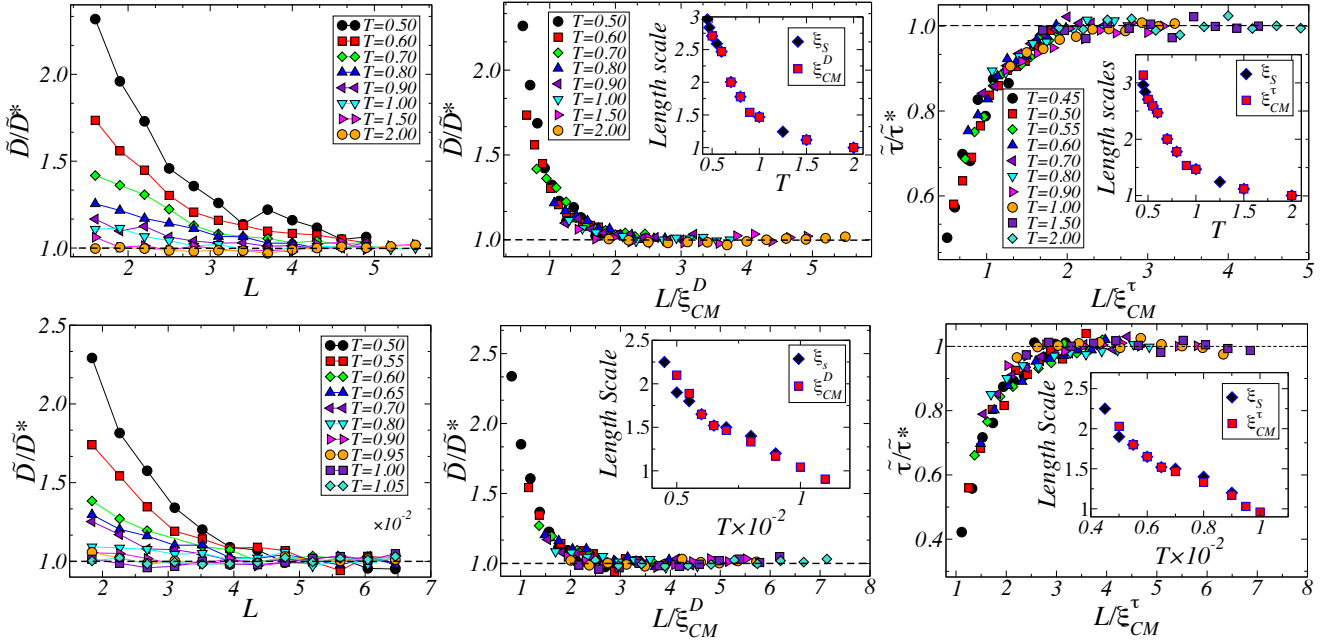 D̃/D̃*
2.0
1.5
1.0
2
3
4
5
L
T=0.50
T=0.60
T=0.70
T=0.80
T=0.90
T=1.00
T=1.50
T=2.00
D̃/D̃*
2.0
1.5
1.0
1
2
3
4
5
6
L/ξ_CM^D
T=0.50
T=0.60
T=0.70
T=0.80
T=0.90
T=1.00
T=1.50
T=2.00
Length scale
3
2.5
2
1.5
1
0.5
1
1.5
2
T
ξ_S
ξ_CM^D
τ̃/τ̃*
1.0
0.8
0.6
1
2
3
4
5
L/ξ_CM^τ
T=0.45
T=0.50
T=0.55
T=0.60
T=0.70
T=0.80
T=0.90
T=1.00
T=1.50
T=2.00
Length scales
3
2
1
0.5
1
1.5
2
T
ξ_S
ξ_CM^τ
D̃/D̃*
2.5
2.0
1.5
1.0
2
3
4
5
6
7
L
T=0.50
T=0.55
T=0.60
T=0.65
T=0.70
T=0.80
T=0.90
T=0.95
T=1.00
T=1.05
×10⁻²
D̃/D̃*
2.5
2.0
1.5
1.0
1
2
3
4
5
6
7
8
L/ξ_CM^D
Length Scale
2
1.5
1
0.5
1
T×10⁻²
ξ_s
ξ_CM^D
τ̃/τ̃*
1
0.8
0.6
0.4
1
2
3
4
5
6
7
8
L/ξ_CM^τ
Length Scale
2.5
2
1.5
1
0.4
0.5
0.6
0.7
0.8
0.9
1
T×10⁻²
ξ_S
ξ_CM^τ